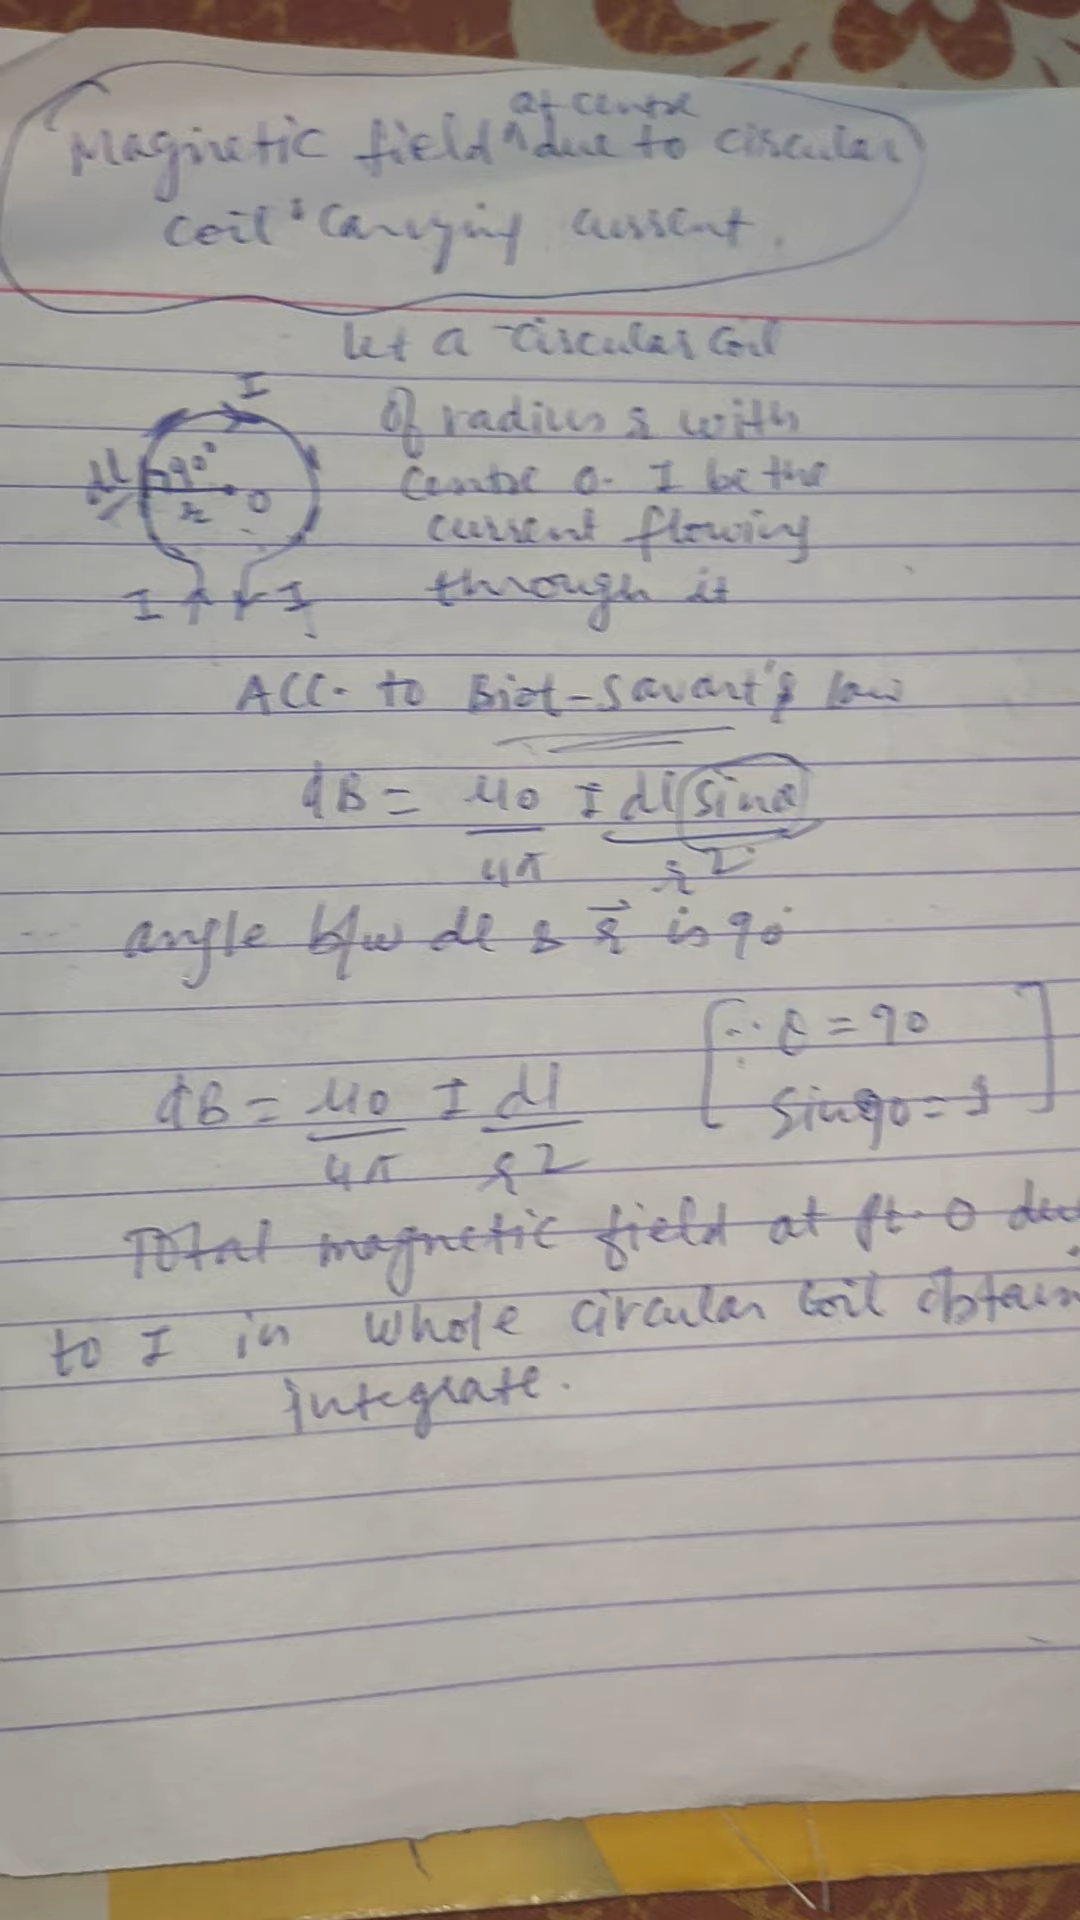 Magnetic field ^ at centre due to circular
coil carrying current.
let a circular coil
of radius r with
centre O. I be the
current flowing
through it
I
dl 90° r O
I I
ACC. to Biot-Savart's law
dB = μ0/4π I dl sinθ/r2
angle b/w dl & r⃗ is 90°
dB = μ0/4π I dl/r2 [∵ θ = 90
sin90 = 1]
Total magnetic field at pt. O due
to I in whole circular coil obtain
integrate.